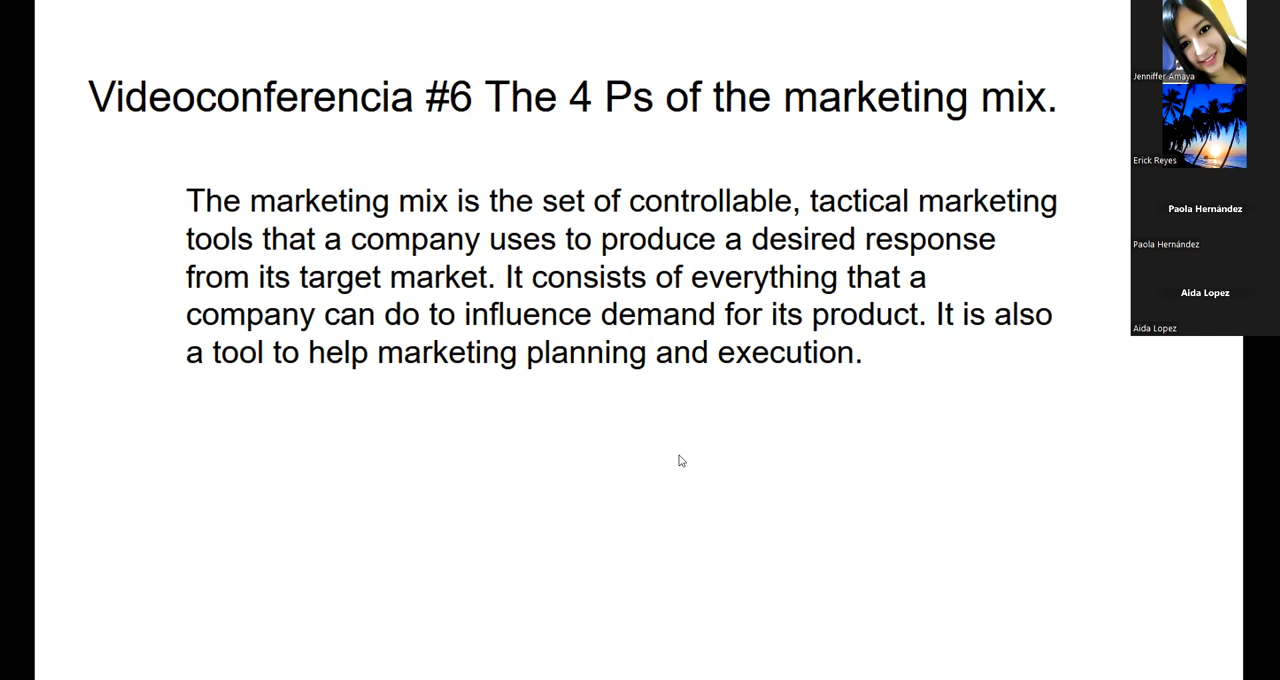 Videoconferencia #6 The 4 Ps of the marketing mix.
The marketing mix is the set of controllable, tactical marketing
tools that a company uses to produce a desired response
from its target market. It consists of everything that a
company can do to influence demand for its product. It is also
a tool to help marketing planning and execution.
Jenniffer Amaya
Erick Reyes
Paola Hernández
Paola Hernández
Aida Lopez
Aida Lopez